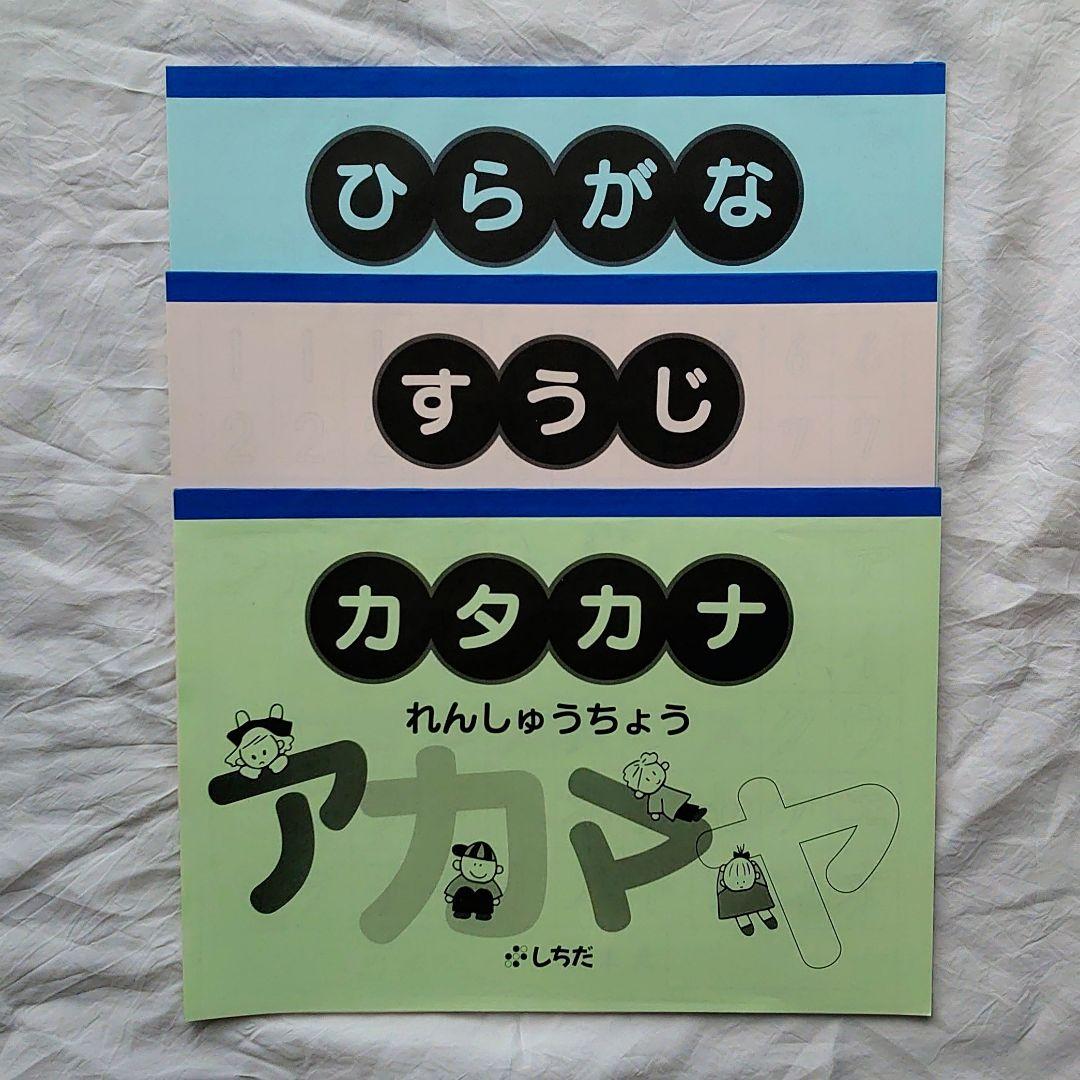 ひらがな
すうじ
カタカナ
れんしゅうちょう
アカマヤ
しちだ